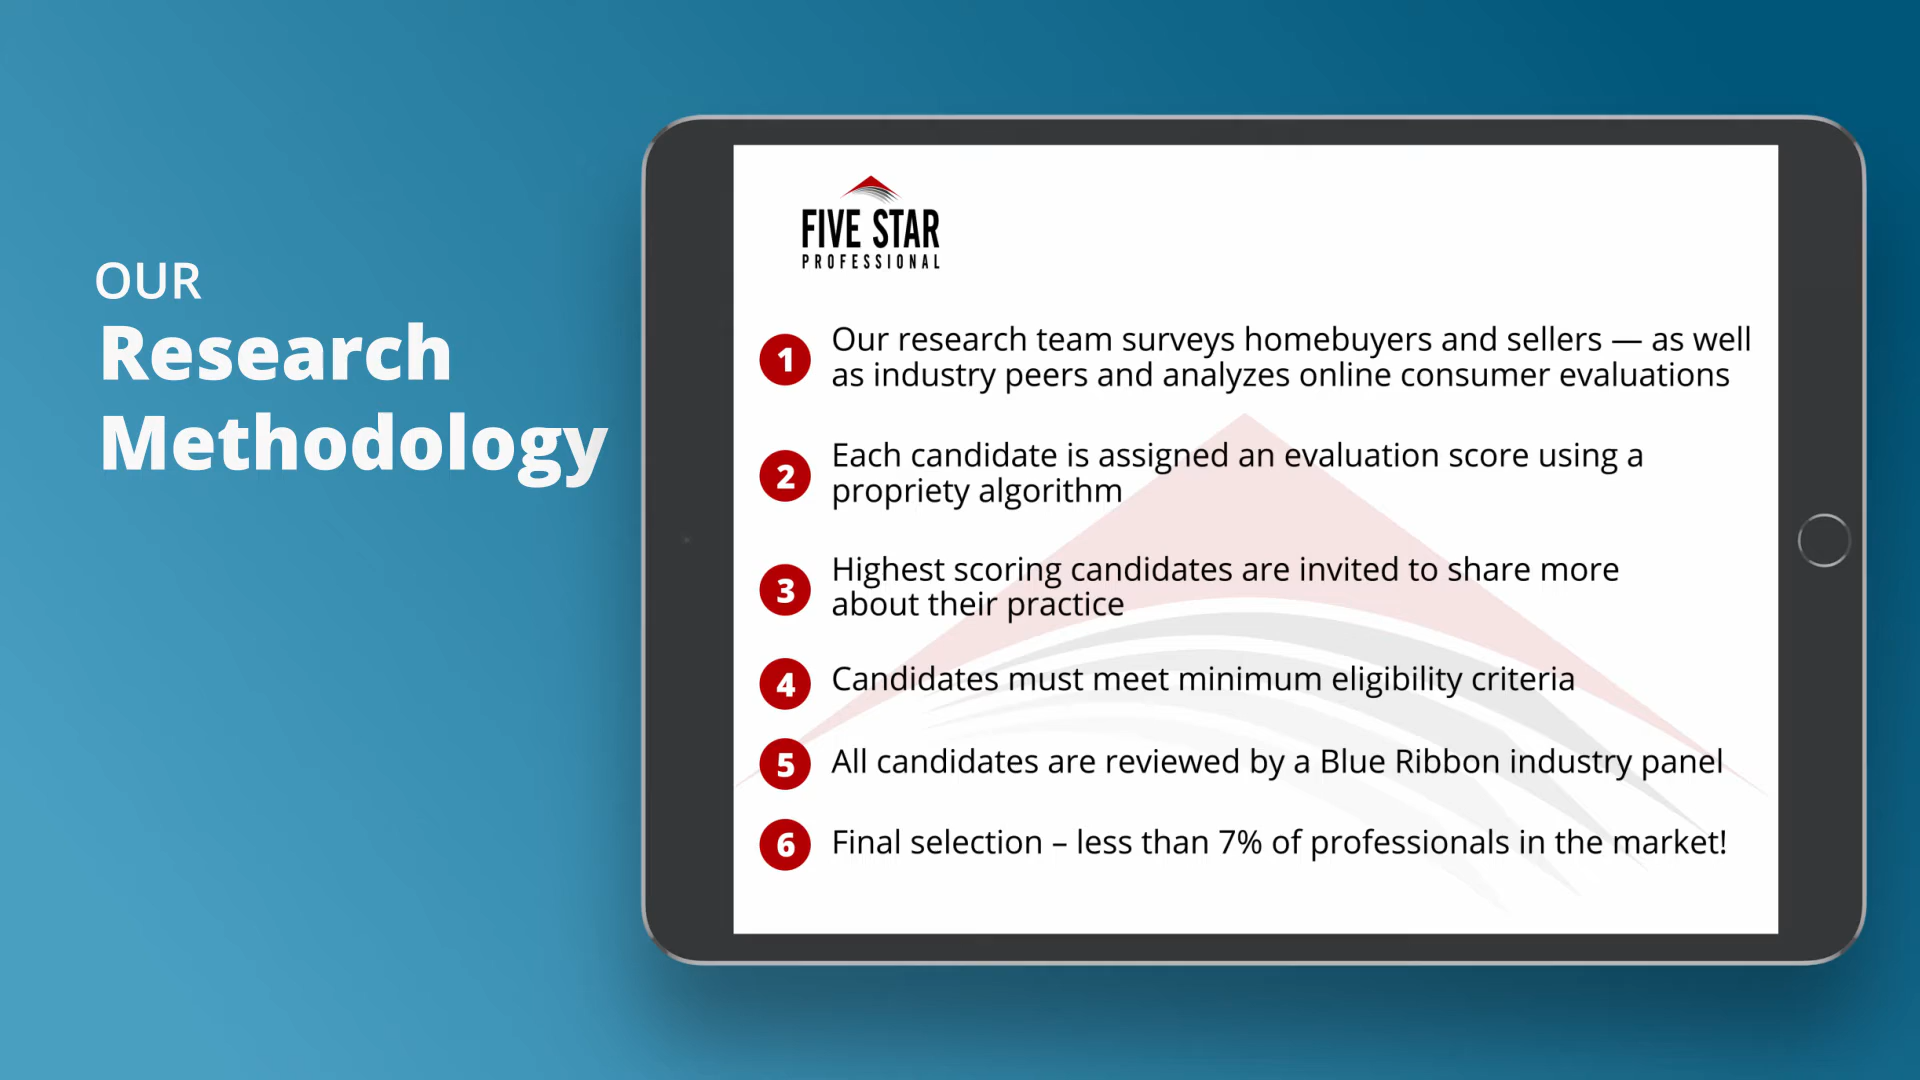 OUR
Research
Methodology
FIVE STAR
PROFESSIONAL
1 Our research team surveys homebuyers and sellers — as well
as industry peers and analyzes online consumer evaluations
2 Each candidate is assigned an evaluation score using a
propriety algorithm
3 Highest scoring candidates are invited to share more
about their practice
4 Candidates must meet minimum eligibility criteria
5 All candidates are reviewed by a Blue Ribbon industry panel
6 Final selection – less than 7% of professionals in the market!